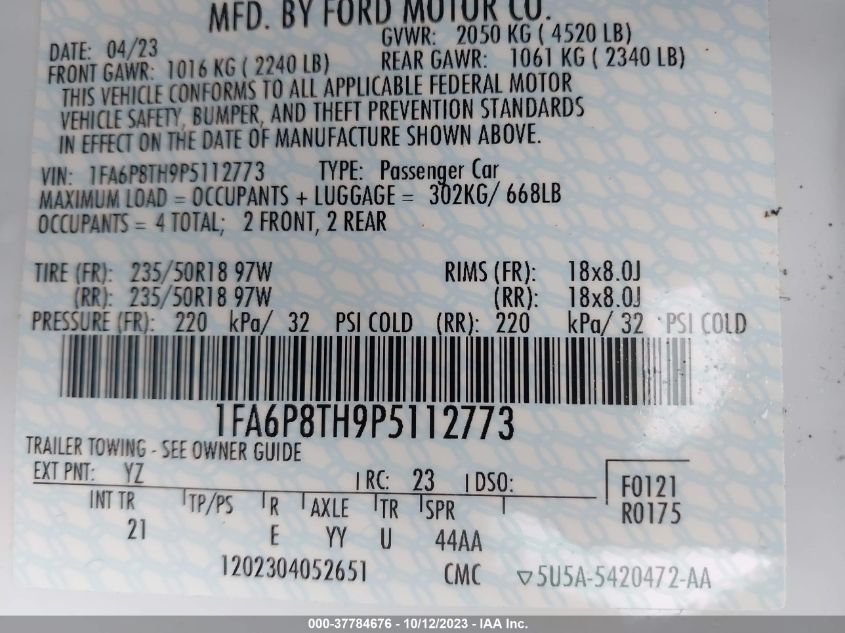 MFD. BY FORD MOTOR CO.
DATE: 04/23 GVWR: 2050 KG ( 4520 LB)
FRONT GAWR: 1016 KG ( 2240 LB) REAR GAWR: 1061 KG ( 2340 LB)
THIS VEHICLE CONFORMS TO ALL APPLICABLE FEDERAL MOTOR
VEHICLE SAFETY, BUMPER, AND THEFT PREVENTION STANDARDS
IN EFFECT ON THE DATE OF MANUFACTURE SHOWN ABOVE.
VIN: 1FA6P8TH9P5112773 TYPE: Passenger Car
MAXIMUM LOAD = OCCUPANTS + LUGGAGE = 302KG/ 668LB
OCCUPANTS = 4 TOTAL; 2 FRONT, 2 REAR
TIRE (FR): 235/50R18 97W RIMS (FR): 18x8.0J
(RR): 235/50R18 97W (RR): 18x8.0J
PRESSURE (FR): 220 kPa/ 32 PSI COLD (RR): 220 kPa/ 32 PSI COLD
1FA6P8TH9P5112773
TRAILER TOWING - SEE OWNER GUIDE
EXT PNT: YZ RC: 23 DSO: F0121
INT TR TP/PS R AXLE TR SPR R0175
21 E YY U 44AA
1202304052651 CMC ▽5U5A-5420472-AA
000-37784676 - 10/12/2023 - IAA Inc.